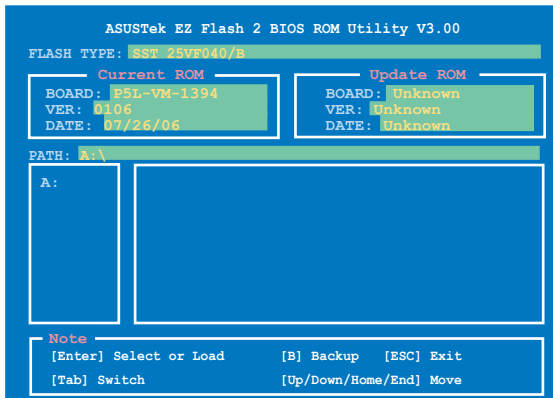 ASUSTek EZ Flash 2 BIOS ROM Utility V3.00
FLASH TYPE: SST 25VF040/B
Current ROM
BOARD: P5L-VM-1394
VER: 0106
DATE: 07/26/06
Update ROM
BOARD: Unknown
VER: Unknown
DATE: Unknown
PATH: A:\
A:
Note
[Enter] Select or Load [B] Backup [ESC] Exit
[Tab] Switch [Up/Down/Home/End] Move